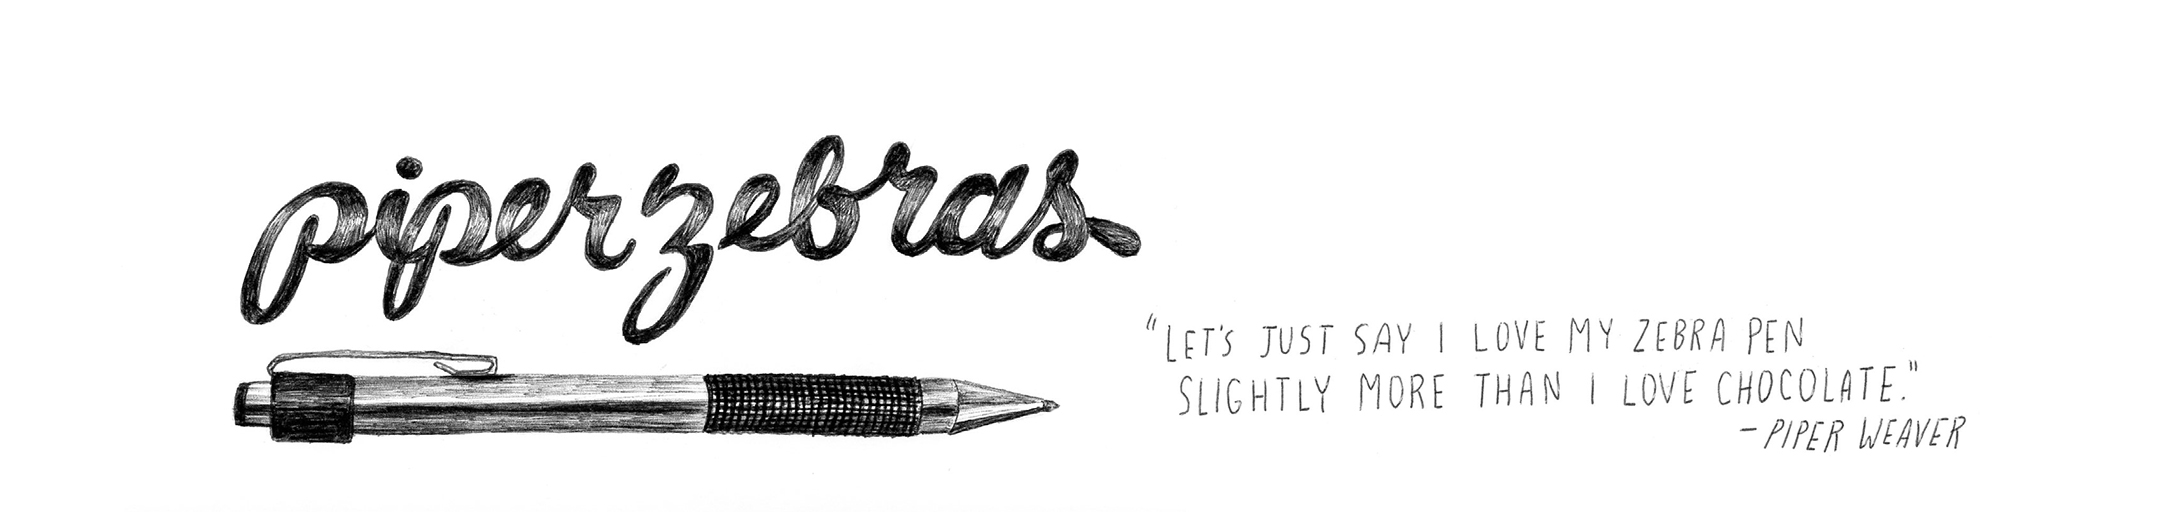 piperzebras
"LET'S JUST SAY I LOVE MY ZEBRA PEN
SLIGHTLY MORE THAN I LOVE CHOCOLATE."
- PIPER WEAVER